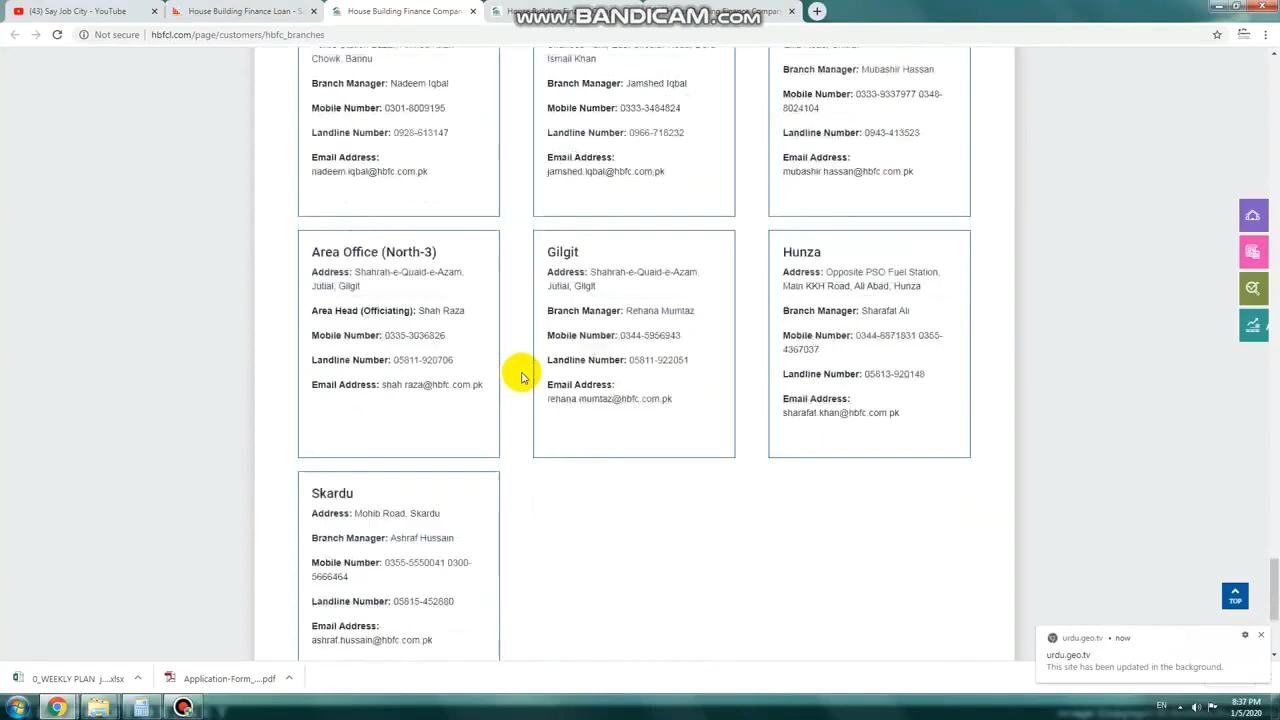 (43) Say Job City - YouTube
House Building Finance Loan - S
House Building Finance Compan
www.BANDICAM.com
Not secure
hbfcl.com/page/customers/hbfc_branches
Chowk, Bannu
Branch Manager: Nadeem Iqbal
Mobile Number: 0301-8009195
Landline Number: 0928-613147
Email Address:
nadeem.iqbal@hbfc.com.pk
Ismail Khan
Branch Manager: Jamshed Iqbal
Mobile Number: 0333-3484824
Landline Number: 0966-718232
Email Address:
jamshed.iqbal@hbfc.com.pk
Branch Manager: Mubashir Hassan
Mobile Number: 0333-9337977 0348-
8024104
Landline Number: 0943-413523
Email Address:
mubashir.hassan@hbfc.com.pk
Area Office (North-3)
Address: Shahrah-e-Quaid-e-Azam,
Jutial, Gilgit
Area Head (Officiating): Shah Raza
Mobile Number: 0335-3036826
Landline Number: 05811-920706
Email Address: shah.raza@hbfc.com.pk
Gilgit
Address: Shahrah-e-Quaid-e-Azam,
Jutial, Gilgit
Branch Manager: Rehana Mumtaz
Mobile Number: 0344-5956943
Landline Number: 05811-922051
Email Address:
rehana.mumtaz@hbfc.com.pk
Hunza
Address: Opposite PSO Fuel Station,
Main KKH Road, Ali Abad, Hunza
Branch Manager: Sharafat Ali
Mobile Number: 0344-8871831 0355-
4367037
Landline Number: 05813-920148
Email Address:
sharafat.khan@hbfc.com.pk
Skardu
Address: Mohib Road, Skardu
Branch Manager: Ashraf Hussain
Mobile Number: 0355-5550041 0300-
5666464
Landline Number: 05815-452880
Email Address:
ashraf.hussain@hbfc.com.pk
TOP
urdu.geo.tv • now
urdu.geo.tv
This site has been updated in the background.
0_WEEKLY PLAN j....xlsx
Application-Form_....pdf
EN
8:37 PM
1/5/2020